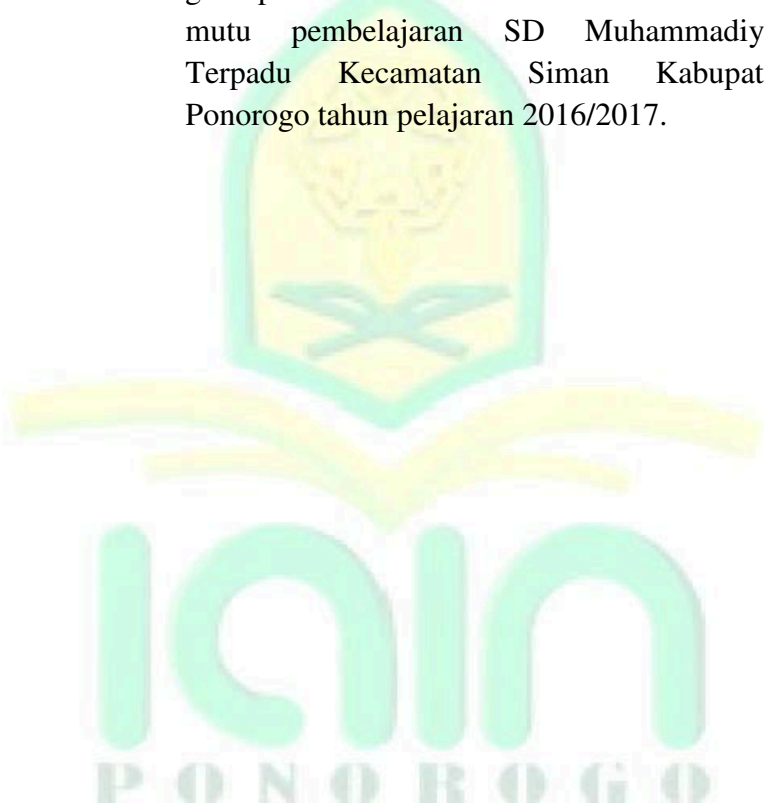 mutu pembelajaran SD Muhammadiy
Terpadu Kecamatan Siman Kabupat
Ponorogo tahun pelajaran 2016/2017.
IAIN
PONOROGO